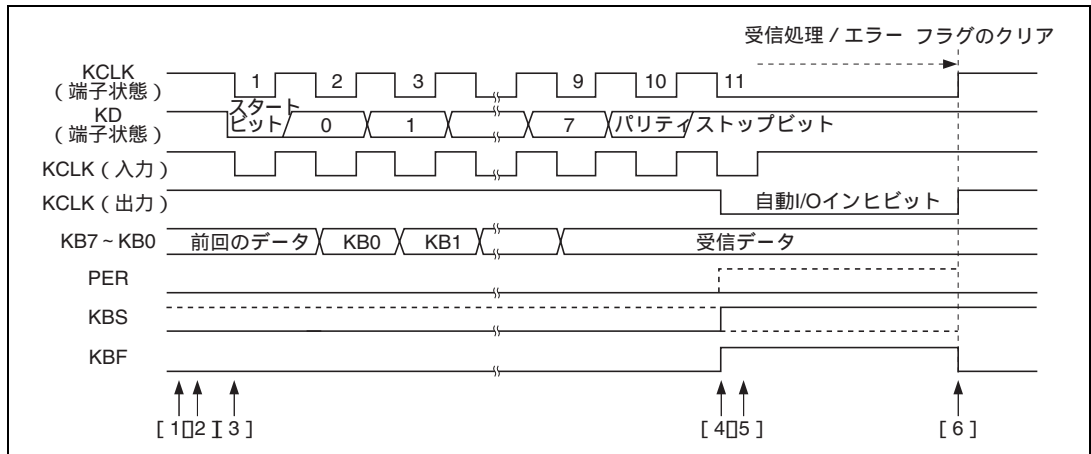 受信処理 / エラー フラグのクリア
KCLK
(端子状態)
1 2 3 9 10 11
KD
(端子状態)
スタート
ビット 0 1 7 パリティ ストップビット
KCLK(入力)
KCLK(出力)
自動I/Oインヒビット
KB7~KB0
前回のデータ KB0 KB1 受信データ
PER
KBS
KBF
[1][2][3] [4][5] [6]